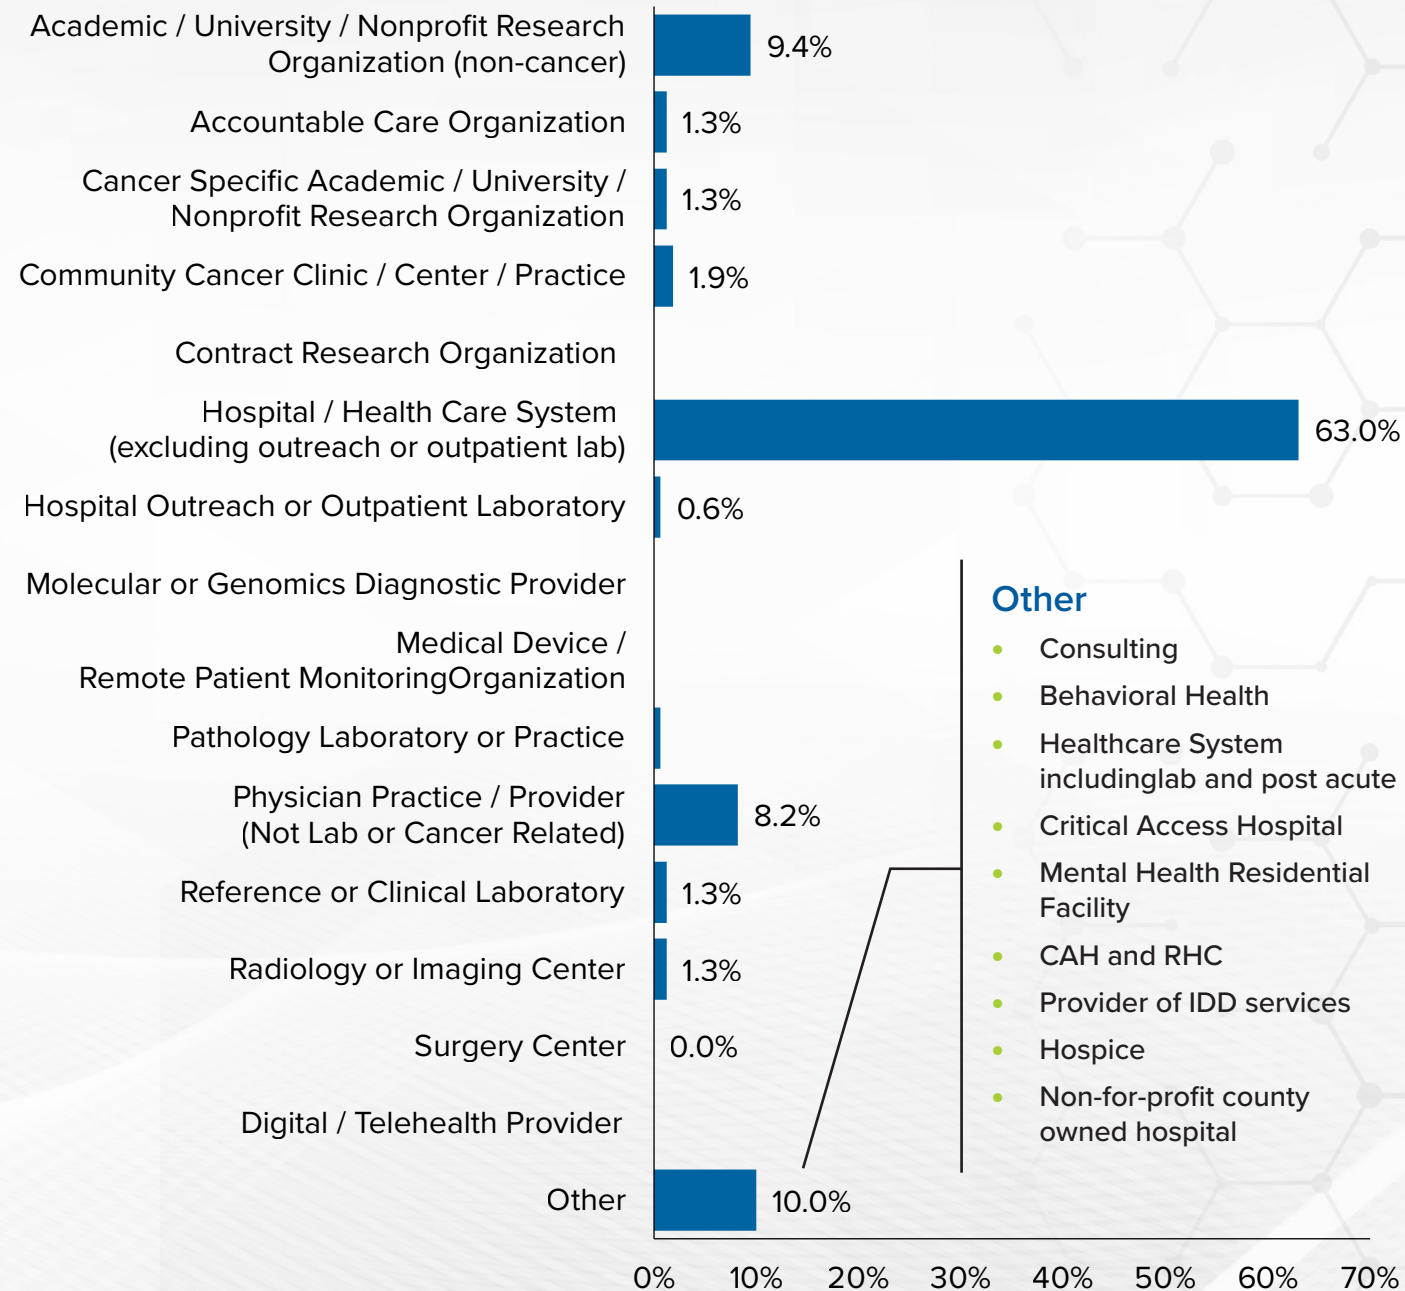 Academic / University / Nonprofit Research
Organization (non-cancer)
9.4%
Accountable Care Organization
1.3%
Cancer Specific Academic / University /
Nonprofit Research Organization
1.3%
Community Cancer Clinic / Center / Practice
1.9%
Contract Research Organization
Hospital / Health Care System
(excluding outreach or outpatient lab)
63.0%
Hospital Outreach or Outpatient Laboratory
0.6%
Molecular or Genomics Diagnostic Provider
Medical Device /
Remote Patient MonitoringOrganization
Pathology Laboratory or Practice
Physician Practice / Provider
(Not Lab or Cancer Related)
8.2%
Reference or Clinical Laboratory
1.3%
Radiology or Imaging Center
1.3%
Surgery Center
0.0%
Digital / Telehealth Provider
Other
10.0%
0% 10% 20% 30% 40% 50% 60% 70%
Other
• Consulting
• Behavioral Health
• Healthcare System
includinglab and post acute
• Critical Access Hospital
• Mental Health Residential
Facility
• CAH and RHC
• Provider of IDD services
• Hospice
• Non-for-profit county
owned hospital